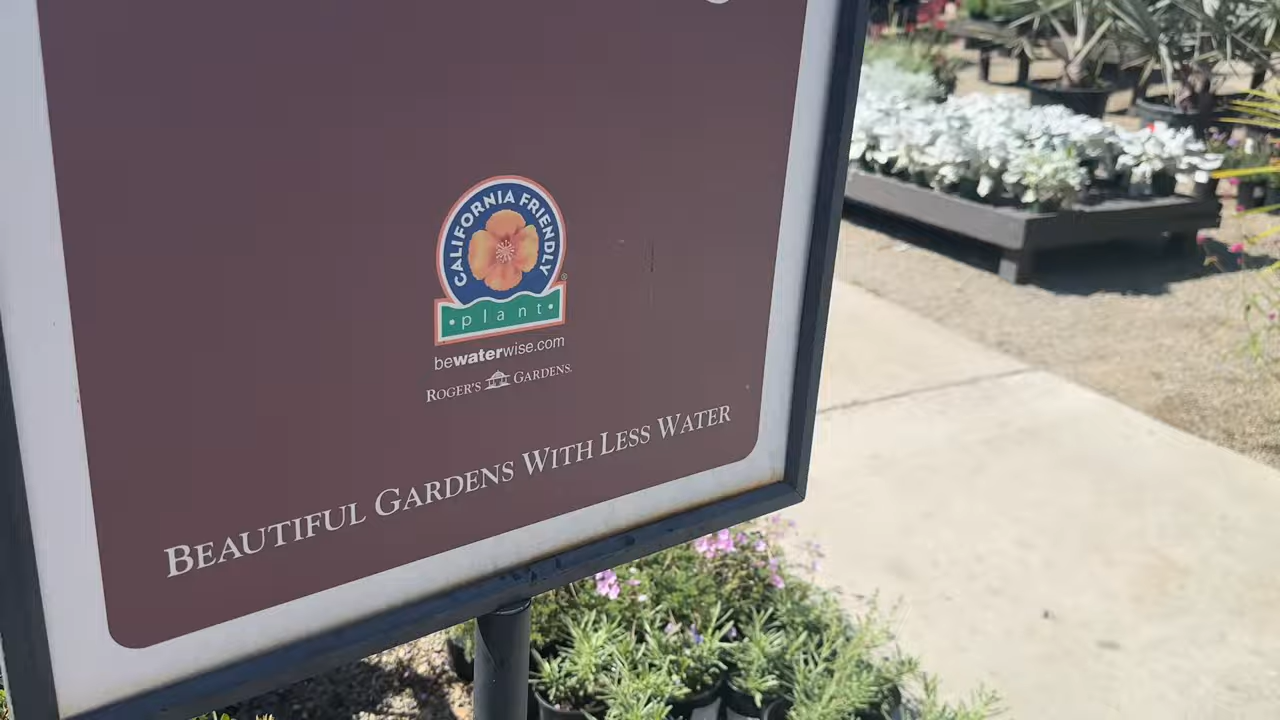 CALIFORNIA FRIENDLY
®
• plant •
bewaterwise.com
ROGER'S GARDENS.
BEAUTIFUL GARDENS WITH LESS WATER